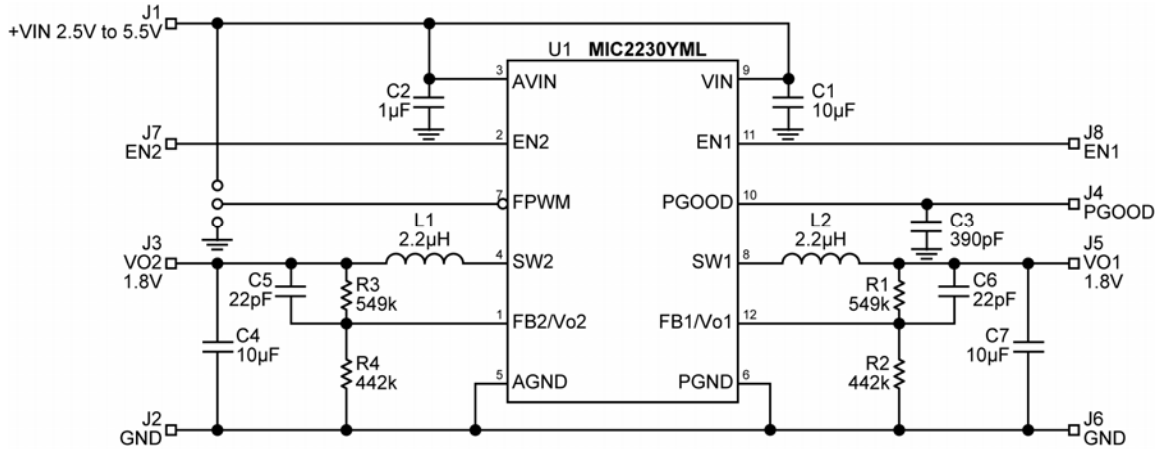 J1
+VIN 2.5V to 5.5V
U1 MIC2230YML
3
AVIN
VIN
9
C2
1µF
C1
10µF
J7
EN2
2
EN2
EN1
11
J8
EN1
7
FPWM
PGOOD
10
J4
PGOOD
C3
390pF
J3
VO2
1.8V
L1
2.2µH
4
SW2
SW1
8
L2
2.2µH
J5
VO1
1.8V
C5
22pF
R3
549k
R1
549k
C6
22pF
1
FB2/Vo2
FB1/Vo1
12
C4
10µF
R4
442k
R2
442k
C7
10µF
5
AGND
PGND
6
J2
GND
J6
GND